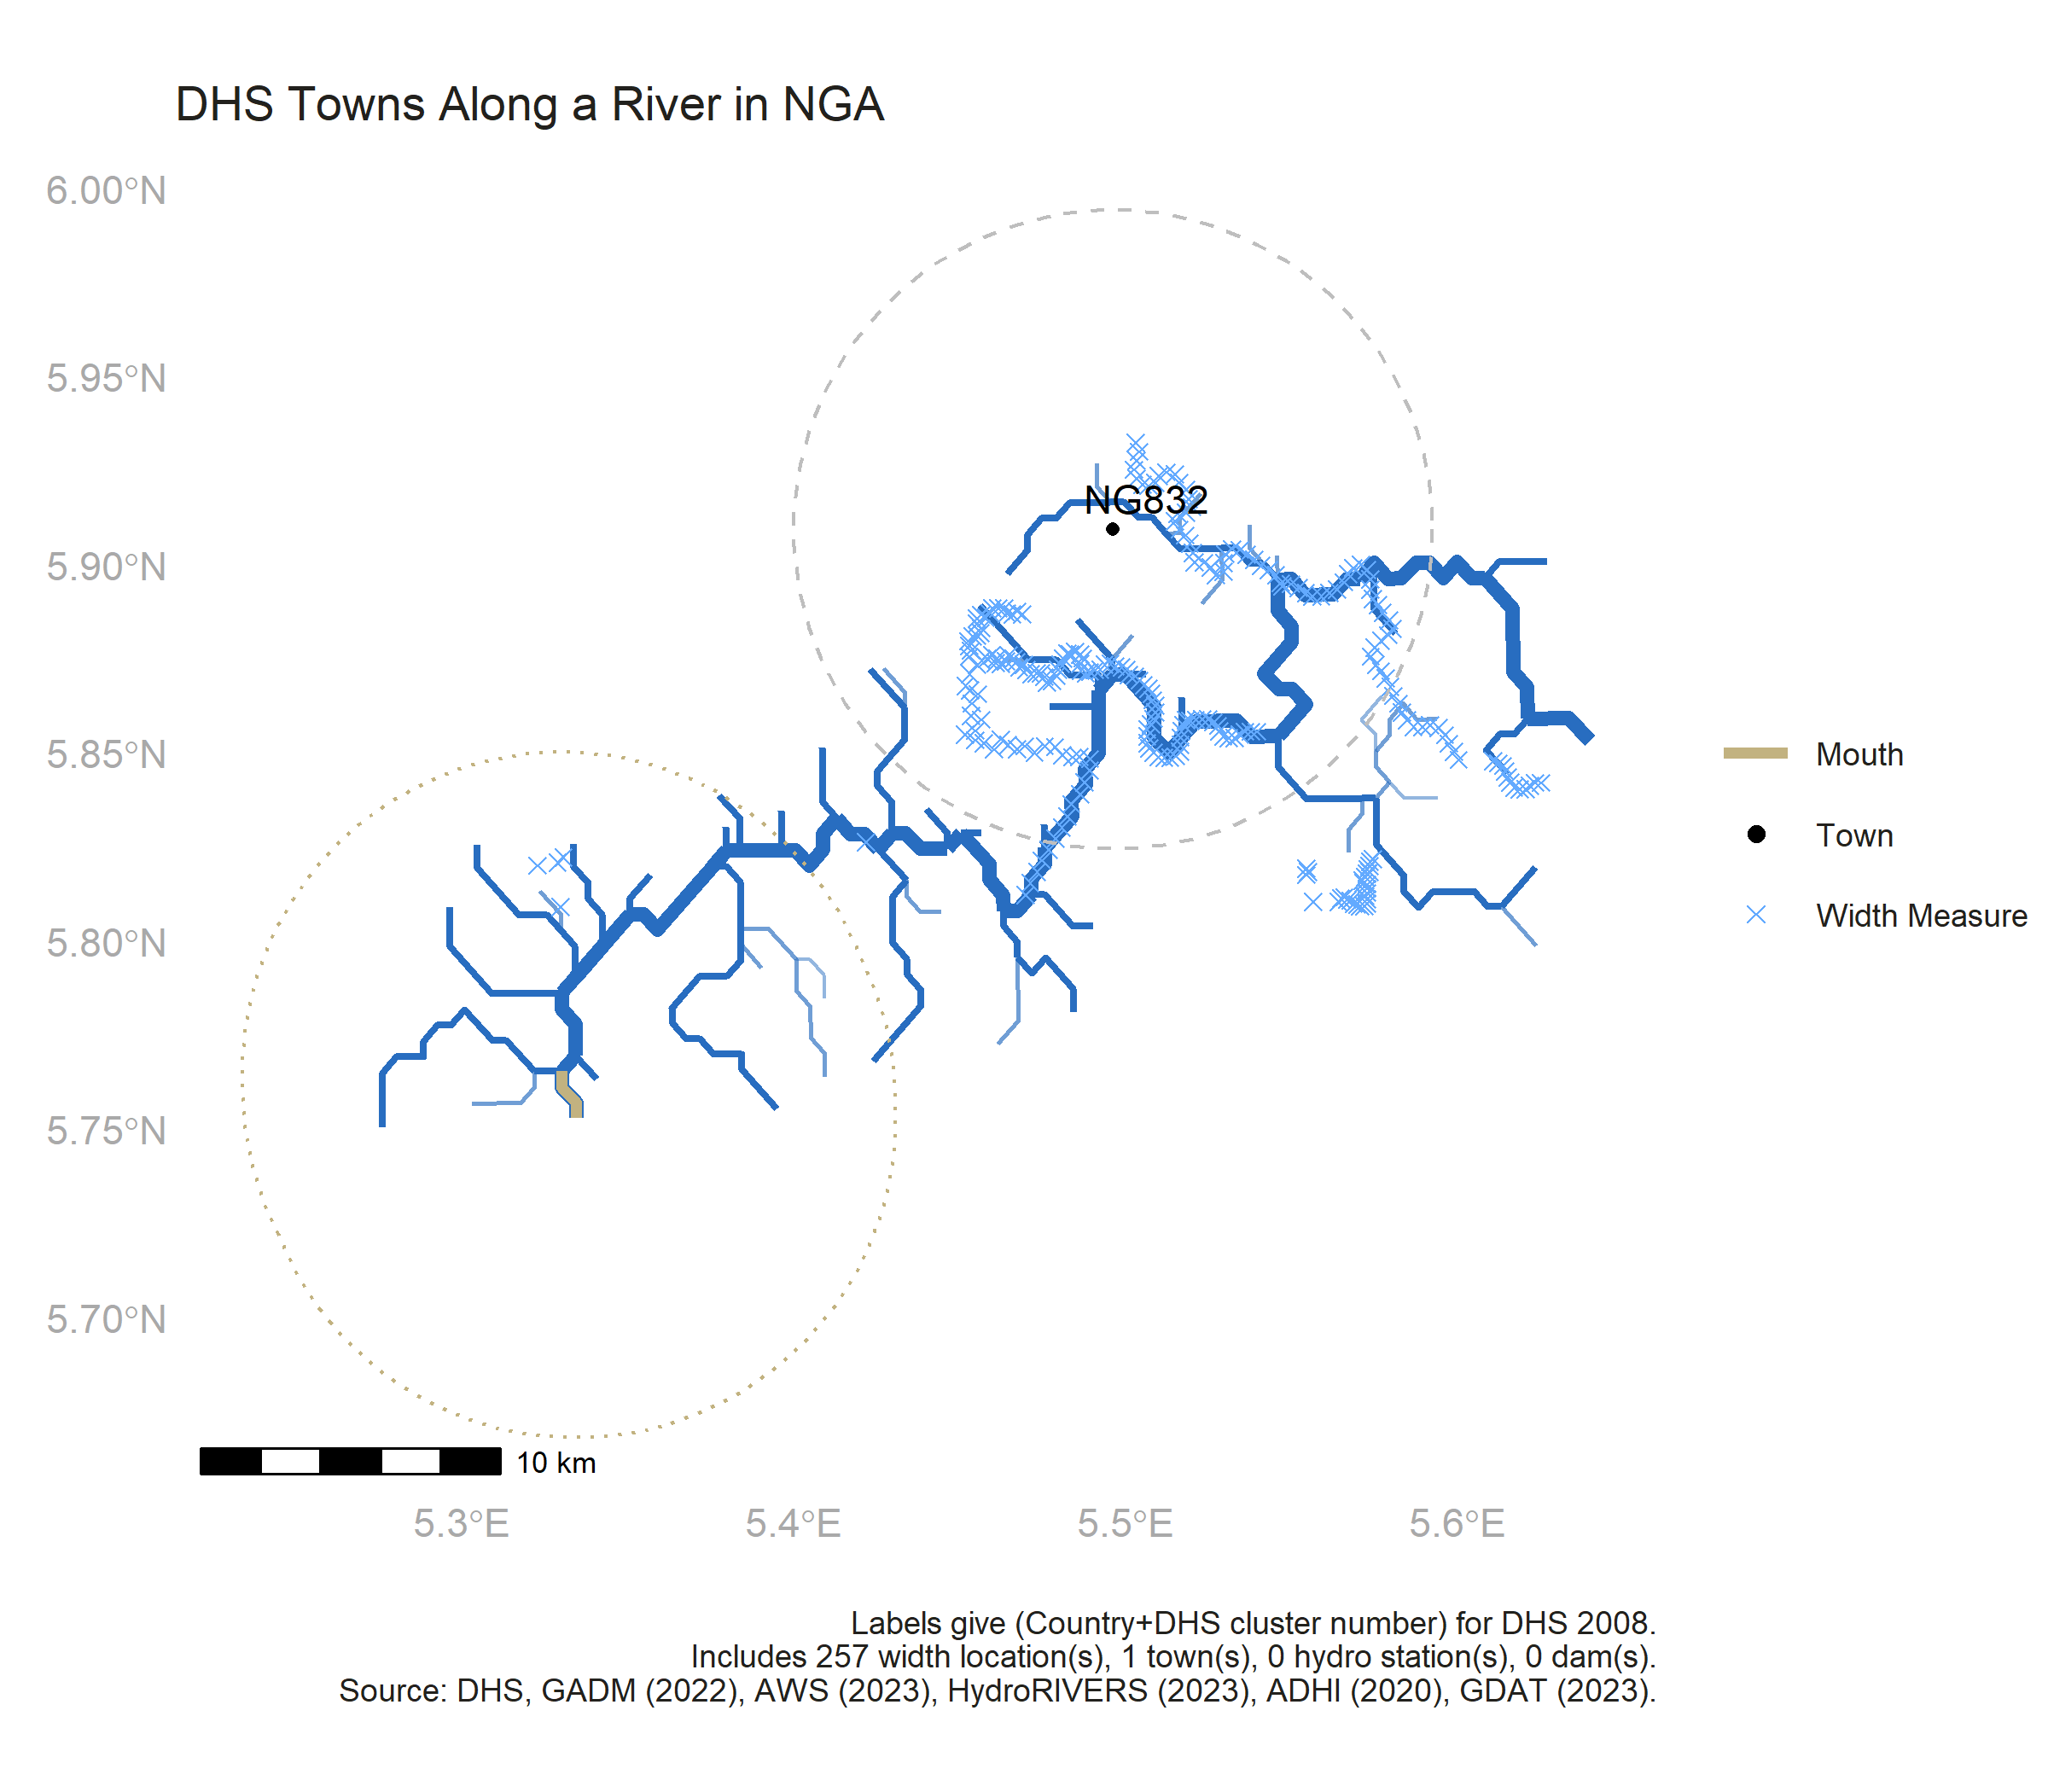 DHS Towns Along a River in NGA
6.00°N
5.95°N
5.90°N
5.85°N
5.80°N
5.75°N
5.70°N
NG832
Mouth
Town
Width Measure
10 km
5.3°E
5.4°E
5.5°E
5.6°E
Labels give (Country+DHS cluster number) for DHS 2008.
Includes 257 width location(s), 1 town(s), 0 hydro station(s), 0 dam(s).
Source: DHS, GADM (2022), AWS (2023), HydroRIVERS (2023), ADHI (2020), GDAT (2023).